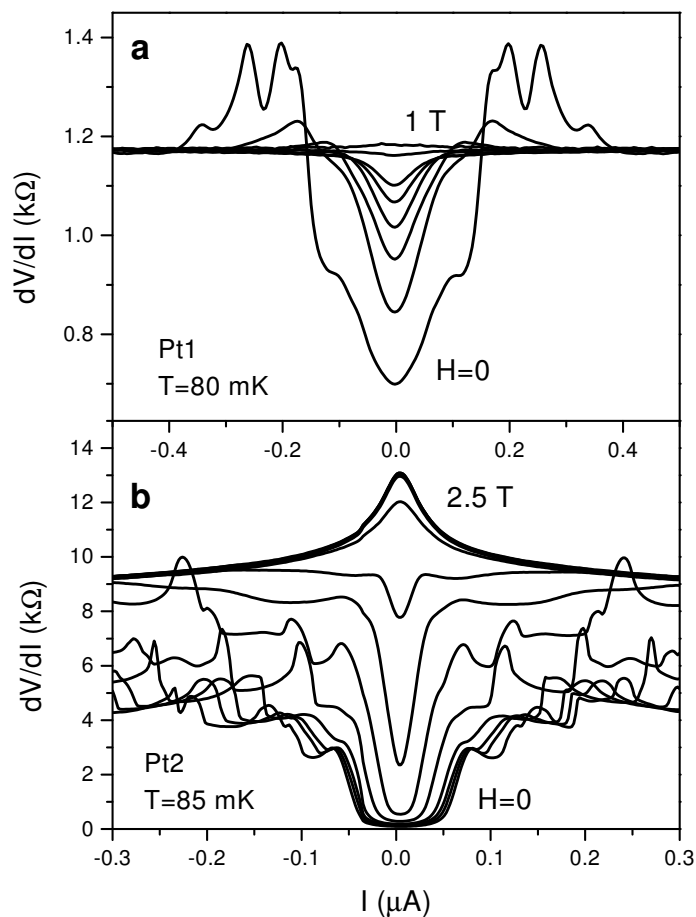 a
1.4
1.2
1.0
0.8
dV/dI (kΩ)
1 T
Pt1
T=80 mK
H=0
-0.4 -0.2 0.0 0.2 0.4
b
14
12
10
8
6
4
2
0
dV/dI (kΩ)
2.5 T
Pt2
T=85 mK
H=0
-0.3 -0.2 -0.1 0.0 0.1 0.2 0.3
I (μA)